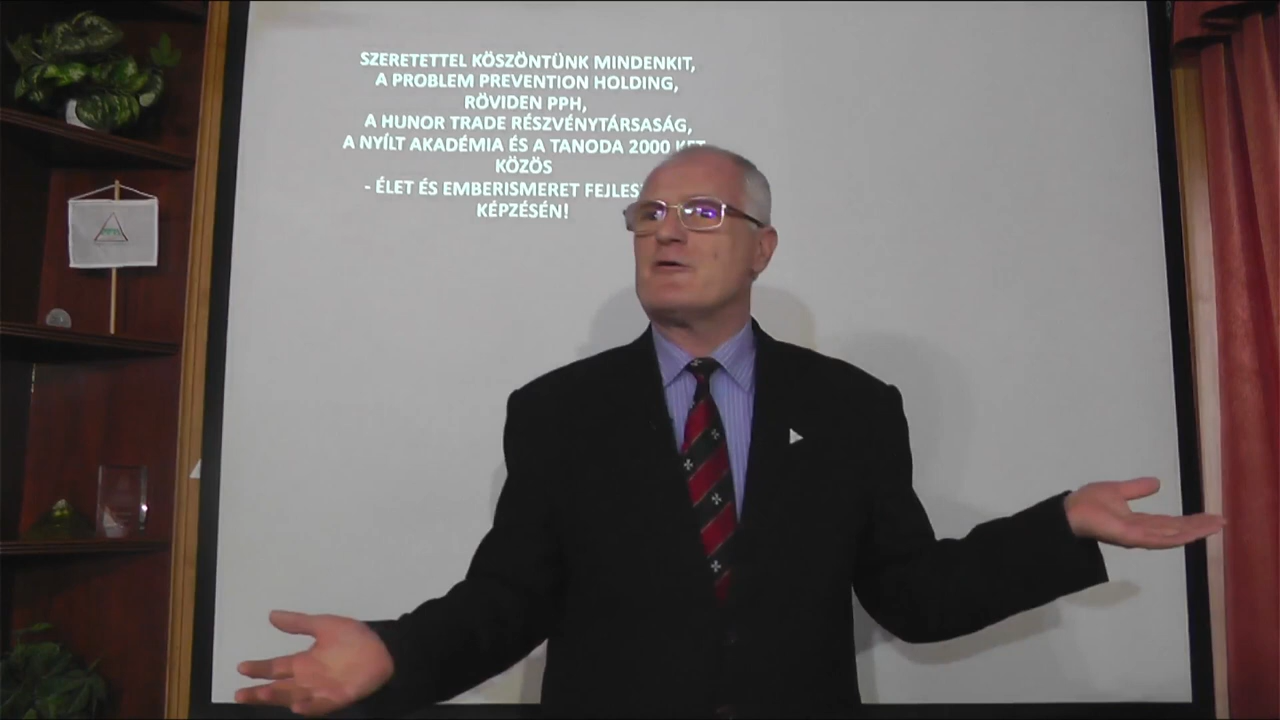 SZERETETTEL KÖSZÖNTÜNK MINDENKIT,
A PROBLEM PREVENTION HOLDING,
RÖVIDEN PPH,
A HUNOR TRADE RÉSZVÉNYTÁRSASÁG,
A NYÍLT AKADÉMIA ÉS A TANODA 2000 KFT
KÖZÖS
- ÉLET ÉS EMBERISMERET
KÉPZÉSÉN!